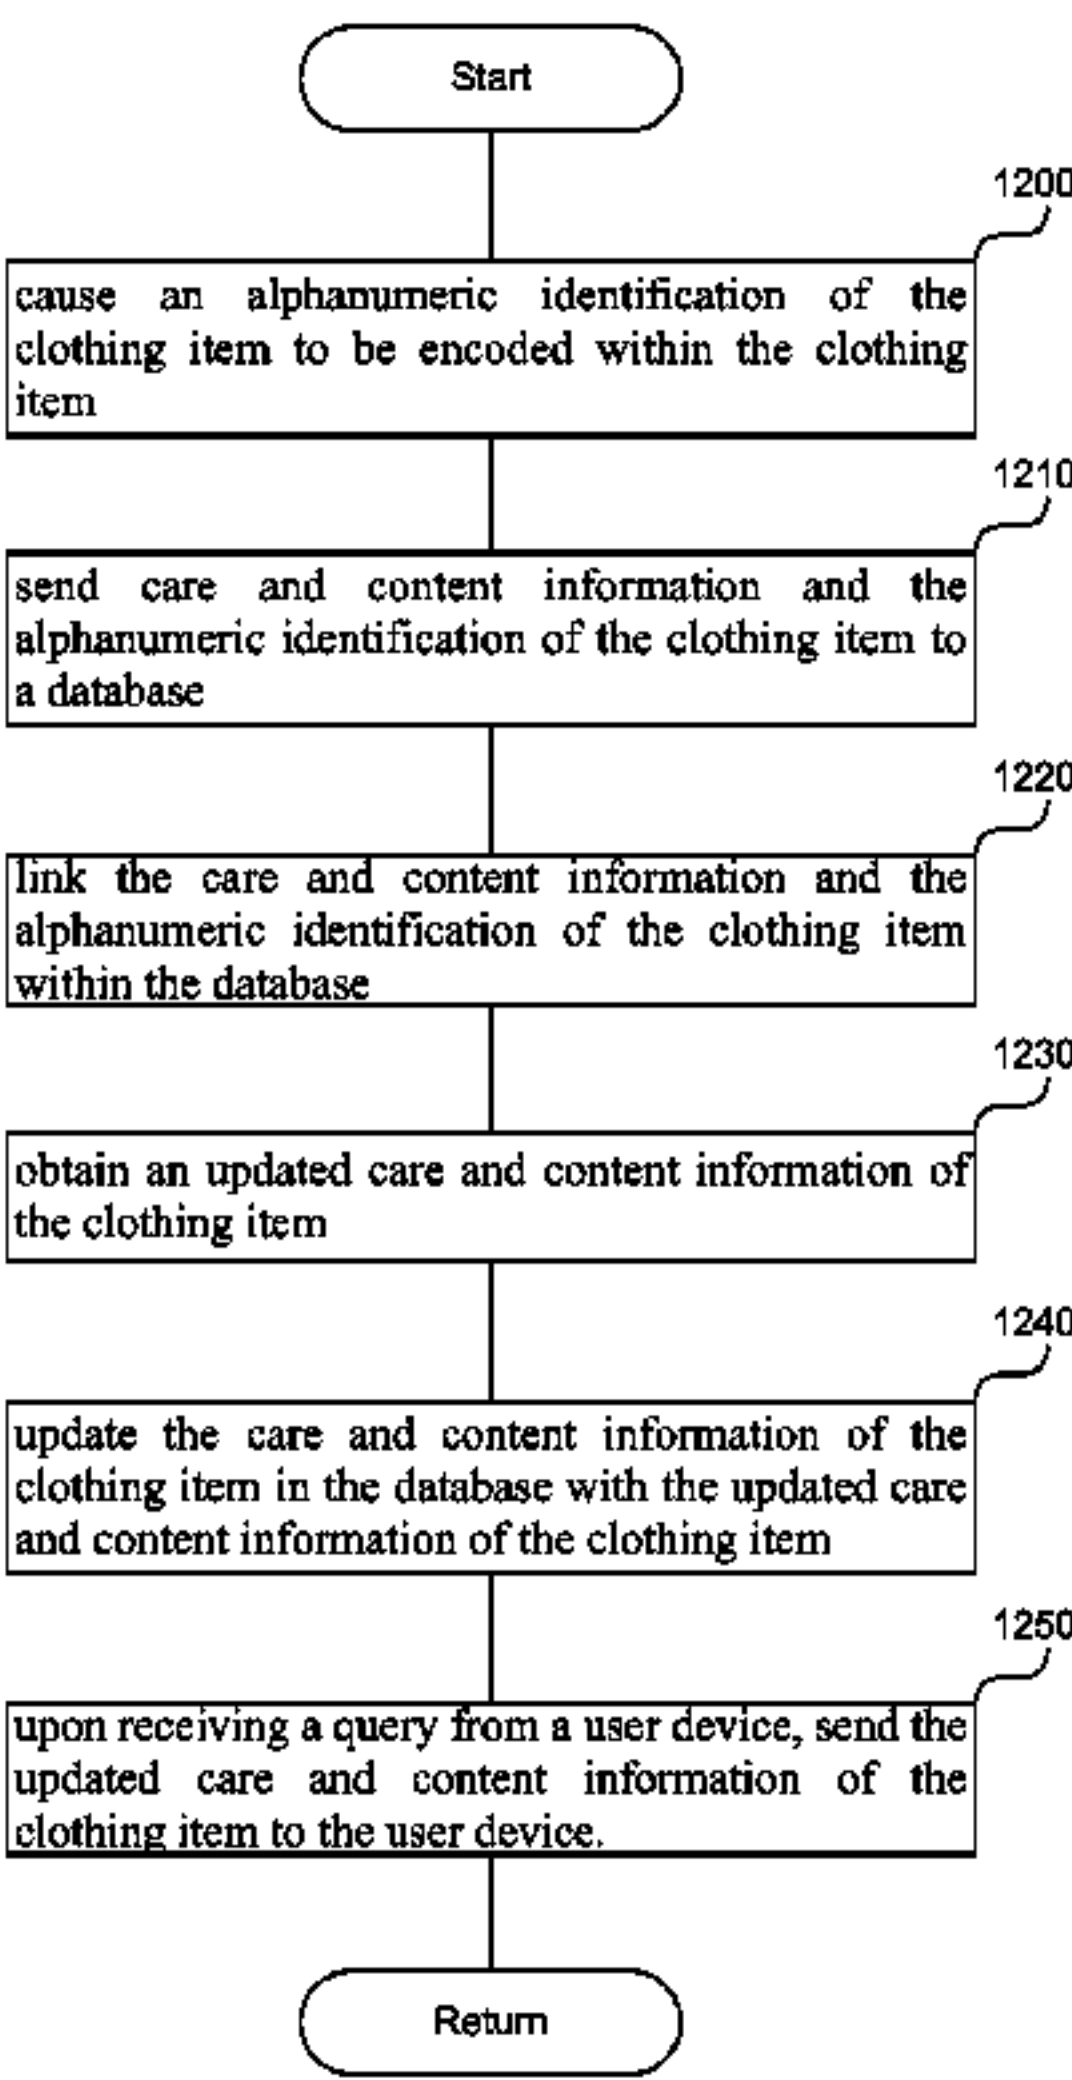 Start
1200
cause an alphanumeric identification of the
clothing item to be encoded within the clothing
item
1210
send care and content information and the
alphanumeric identification of the clothing item to
a database
1220
link the care and content information and the
alphanumeric identification of the clothing item
within the database
1230
obtain an updated care and content information of
the clothing item
1240
update the care and content information of the
clothing item in the database with the updated care
and content information of the clothing item
1250
upon receiving a query from a user device, send the
updated care and content information of the
clothing item to the user device.
Return